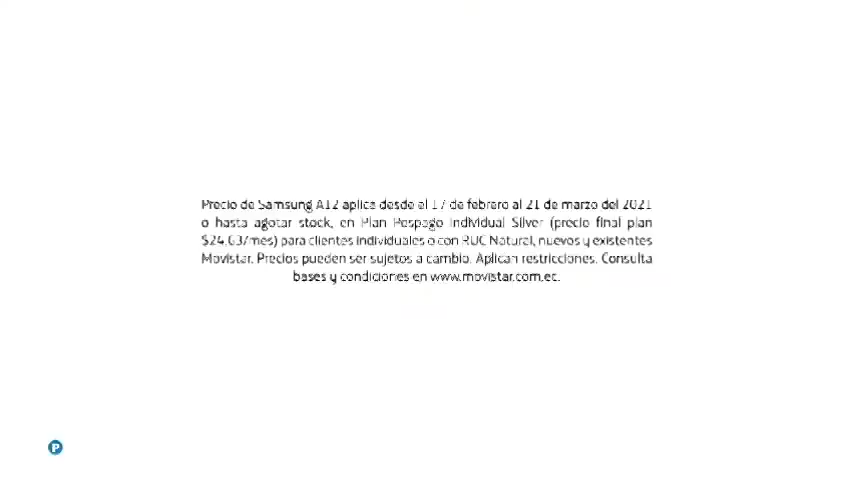 Precio de Samsung A12 aplica desde el 17 de febrero al 21 de marzo del 2021
o hasta agotar stock, en Plan Pospago Individual Silver (precio final plan
$24,63/mes) para clientes individuales o con RUC Natural, nuevos y existentes
Movistar. Precios pueden ser sujetos a cambio. Aplican restricciones. Consulta
bases y condiciones en www.movistar.com.ec.
P